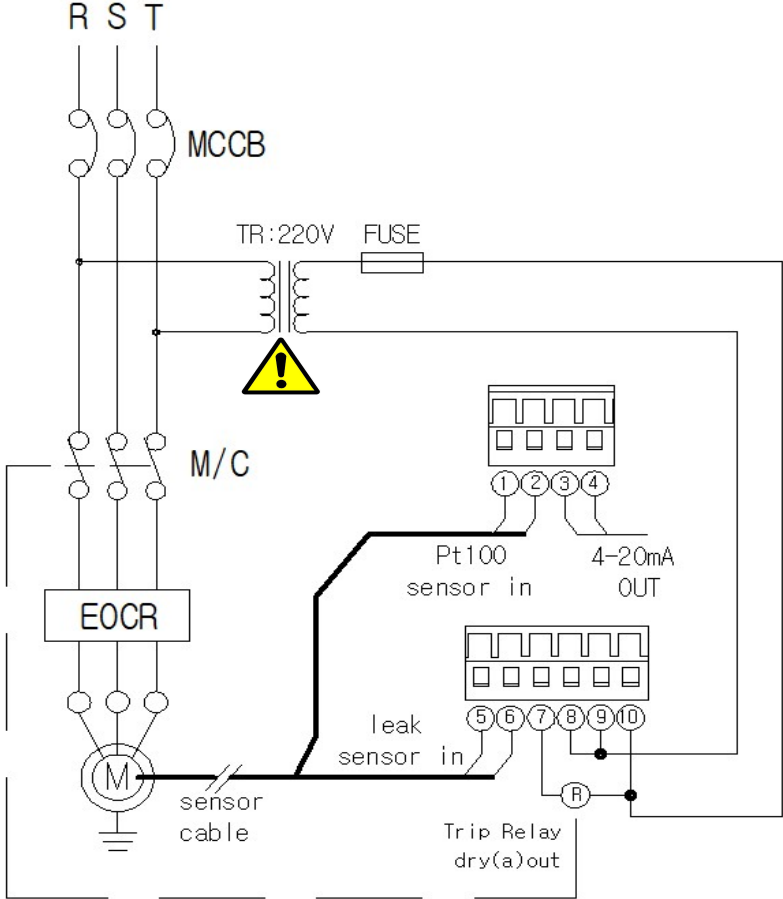 R S T
MCCB
TR:220V FUSE
M/C
1 2 3 4
Pt100
sensor in
4-20mA
OUT
EOCR
5 6 7 8 9 10
leak
sensor in
M
sensor
cable
R
Trip Relay
dry(a)out